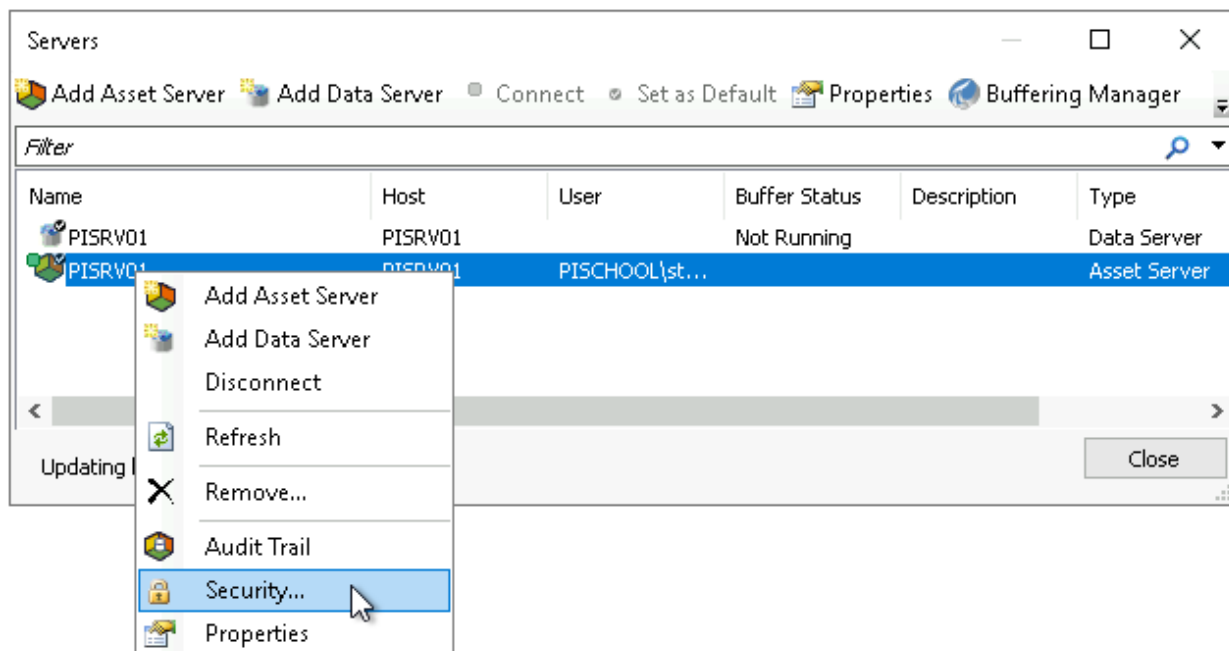 Servers
Add Asset Server Add Data Server Connect Set as Default Properties Buffering Manager
Filter
Name Host User Buffer Status Description Type
PISRV01 PISRV01 Not Running Data Server
PISRV01 PISRV01 PISCHOOL\st... Asset Server
Add Asset Server
Add Data Server
Disconnect
Refresh
Updating Close
Remove...
Audit Trail
Security...
Properties